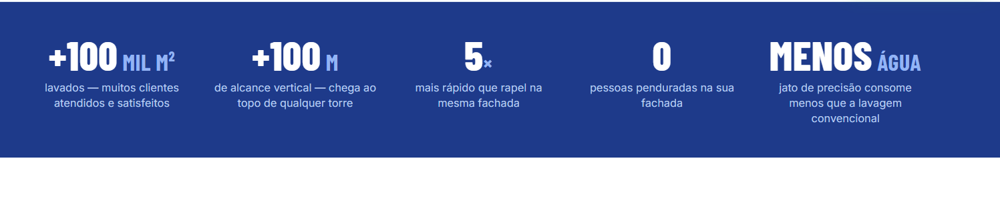 +100 MIL M²
lavados — muitos clientes
atendidos e satisfeitos
+100 M
de alcance vertical — chega ao
topo de qualquer torre
5×
mais rápido que rapel na
mesma fachada
0
pessoas penduradas na sua
fachada
MENOS ÁGUA
jato de precisão consome
menos que a lavagem
convencional